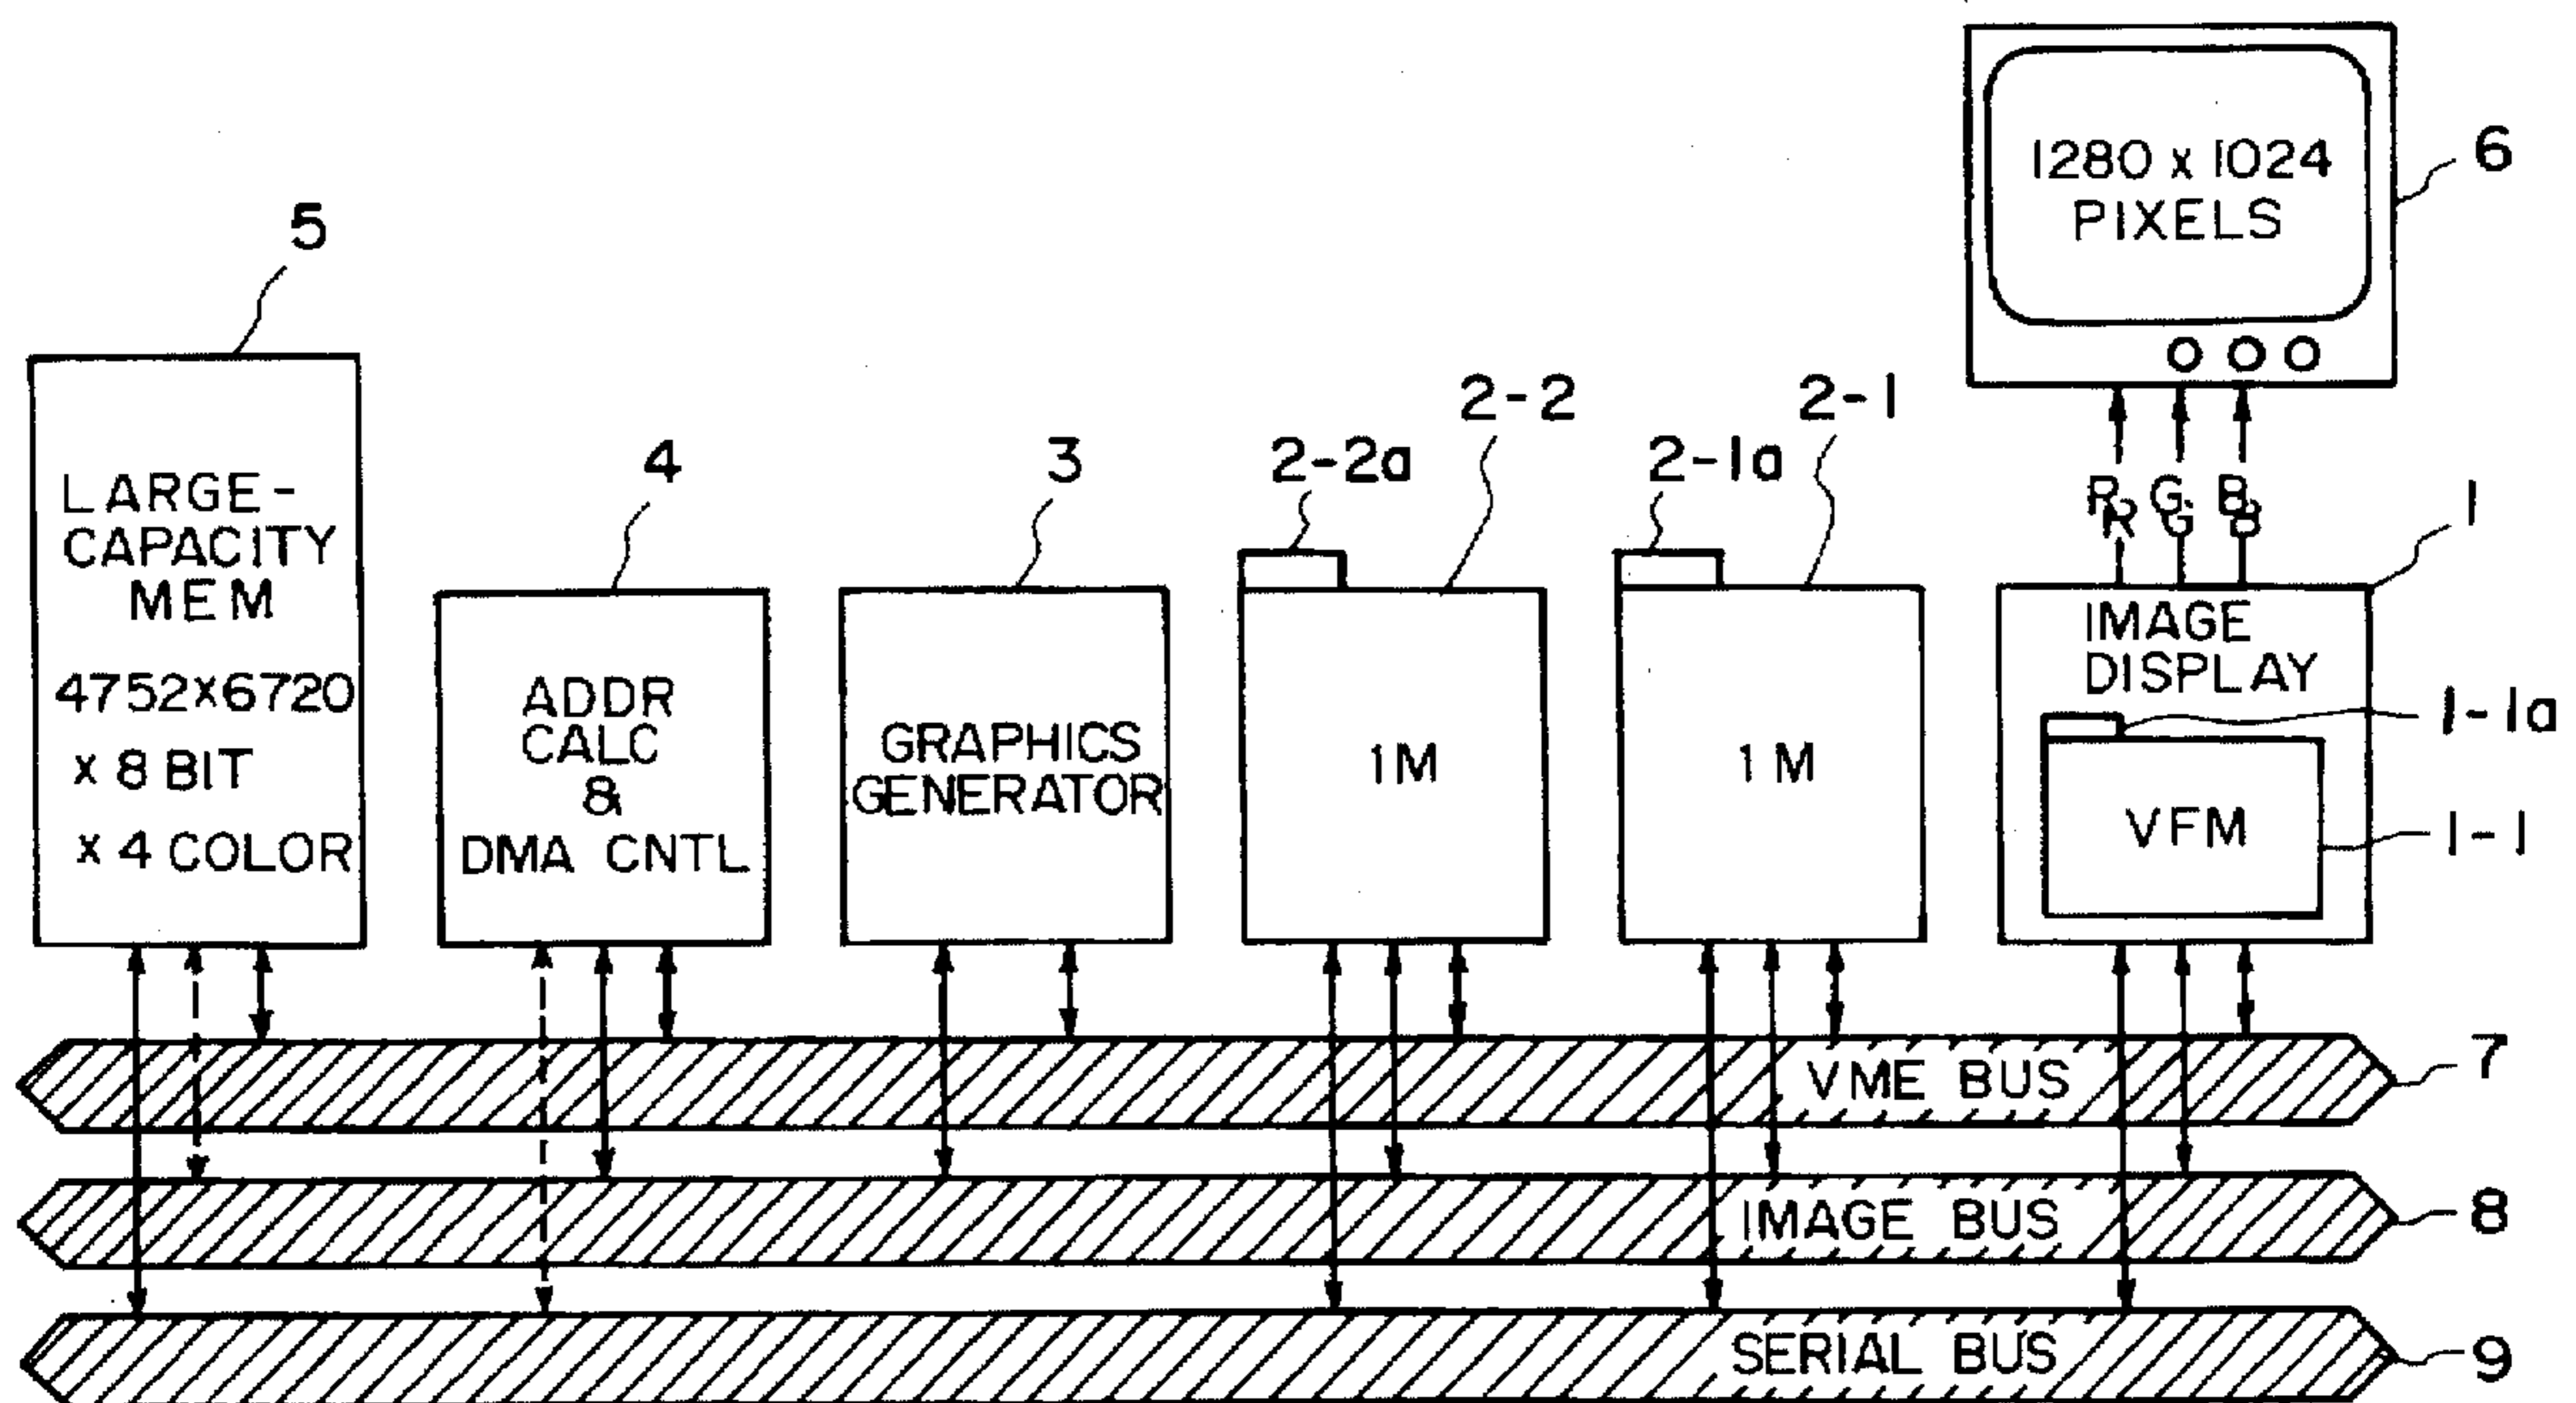 1280 x 1024
PIXELS
6
5
LARGE-
CAPACITY
MEM
4752x6720
x 8 BIT
x 4 COLOR
4
ADDR
CALC
&
DMA CNTL
3
GRAPHICS
GENERATOR
2-2a
2-2
1M
2-1a
2-1
1M
R, G, B,
R G B
1
IMAGE
DISPLAY
1-1a
VFM
1-1
VME BUS
7
IMAGE BUS
8
SERIAL BUS
9